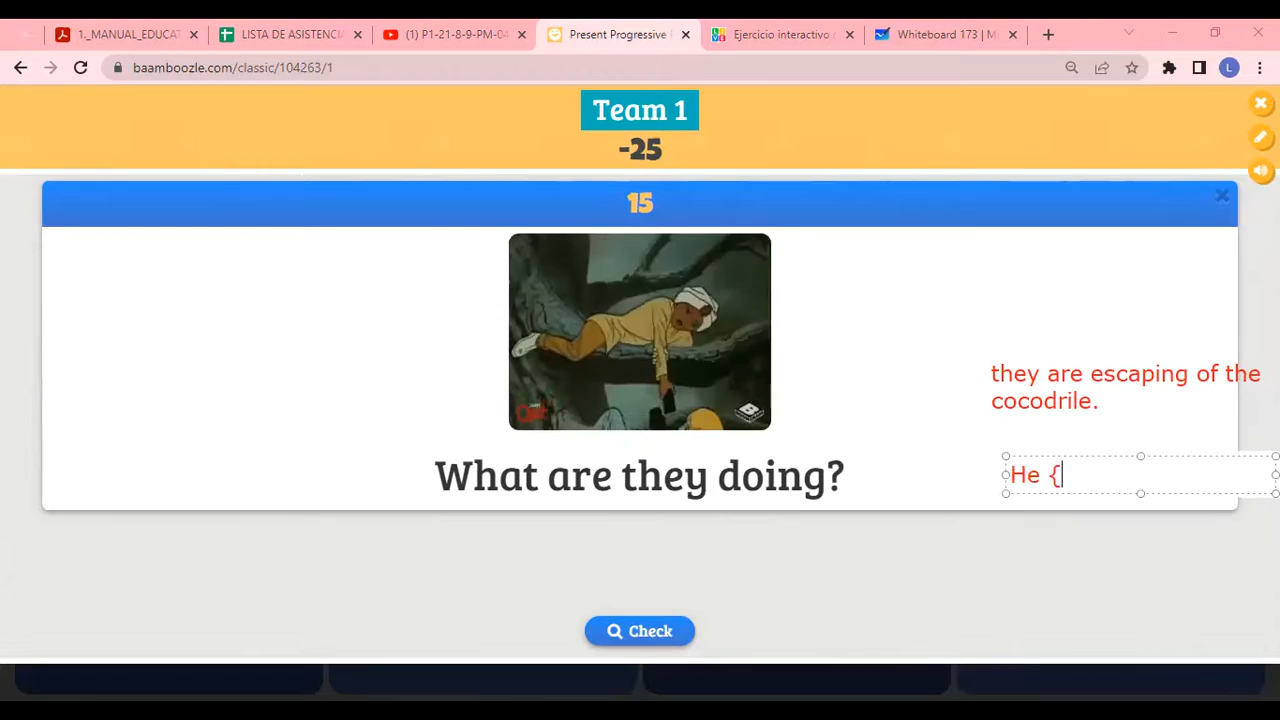 1._MANUAL_EDUCAT
LISTA DE ASISTENCIA
(1) P1-21-8-9-PM-04
Present Progressive
Ejercicio interactivo
Whiteboard 173 | M
baamboozle.com/classic/104263/1
L
Team 1
-25
15
they are escaping of the
cocodrile.
What are they doing?
He {
Check